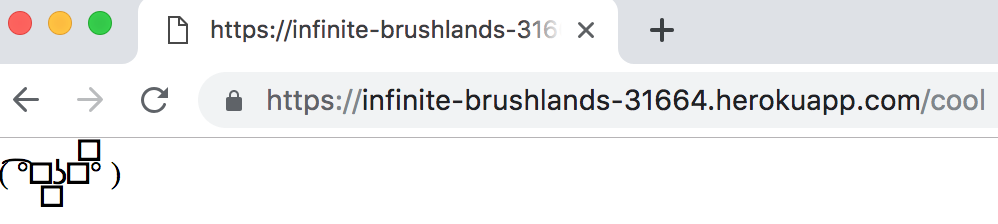 https://infinite-brushlands-316
https://infinite-brushlands-31664.herokuapp.com/cool
( ͡°□ʖ□° )